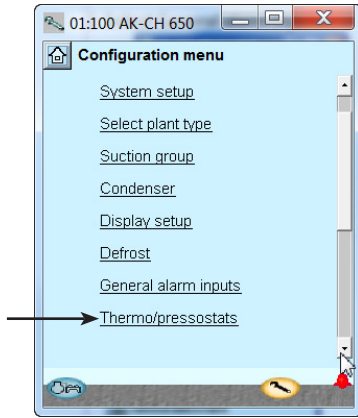 01:100 AK-CH 650
Configuration menu
System setup
Select plant type
Suction group
Condenser
Display setup
Defrost
General alarm inputs
Thermo/pressostats